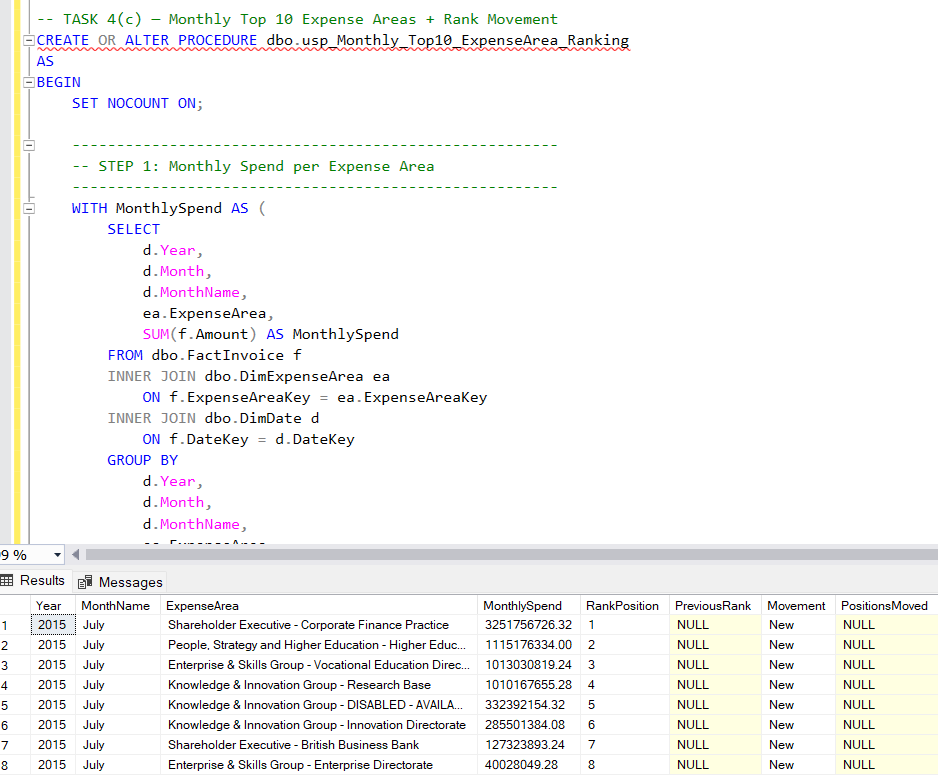 -- TASK 4(c) — Monthly Top 10 Expense Areas + Rank Movement
CREATE OR ALTER PROCEDURE dbo.usp_Monthly_Top10_ExpenseArea_Ranking
AS
BEGIN
SET NOCOUNT ON;
-------------------------------------------------------
-- STEP 1: Monthly Spend per Expense Area
-------------------------------------------------------
WITH MonthlySpend AS (
SELECT
d.Year,
d.Month,
d.MonthName,
ea.ExpenseArea,
SUM(f.Amount) AS MonthlySpend
FROM dbo.FactInvoice f
INNER JOIN dbo.DimExpenseArea ea
ON f.ExpenseAreaKey = ea.ExpenseAreaKey
INNER JOIN dbo.DimDate d
ON f.DateKey = d.DateKey
GROUP BY
d.Year,
d.Month,
d.MonthName,
9 %
Results Messages
Year MonthName ExpenseArea MonthlySpend RankPosition PreviousRank Movement PositionsMoved
1 2015 July Shareholder Executive - Corporate Finance Practice 3251756726.32 1 NULL New NULL
2 2015 July People, Strategy and Higher Education - Higher Educ... 1115176334.00 2 NULL New NULL
3 2015 July Enterprise & Skills Group - Vocational Education Direc... 1013030819.24 3 NULL New NULL
4 2015 July Knowledge & Innovation Group - Research Base 1010167655.28 4 NULL New NULL
5 2015 July Knowledge & Innovation Group - DISABLED - AVAILA... 332392154.32 5 NULL New NULL
6 2015 July Knowledge & Innovation Group - Innovation Directorate 285501384.08 6 NULL New NULL
7 2015 July Shareholder Executive - British Business Bank 127323893.24 7 NULL New NULL
8 2015 July Enterprise & Skills Group - Enterprise Directorate 40028049.28 8 NULL New NULL